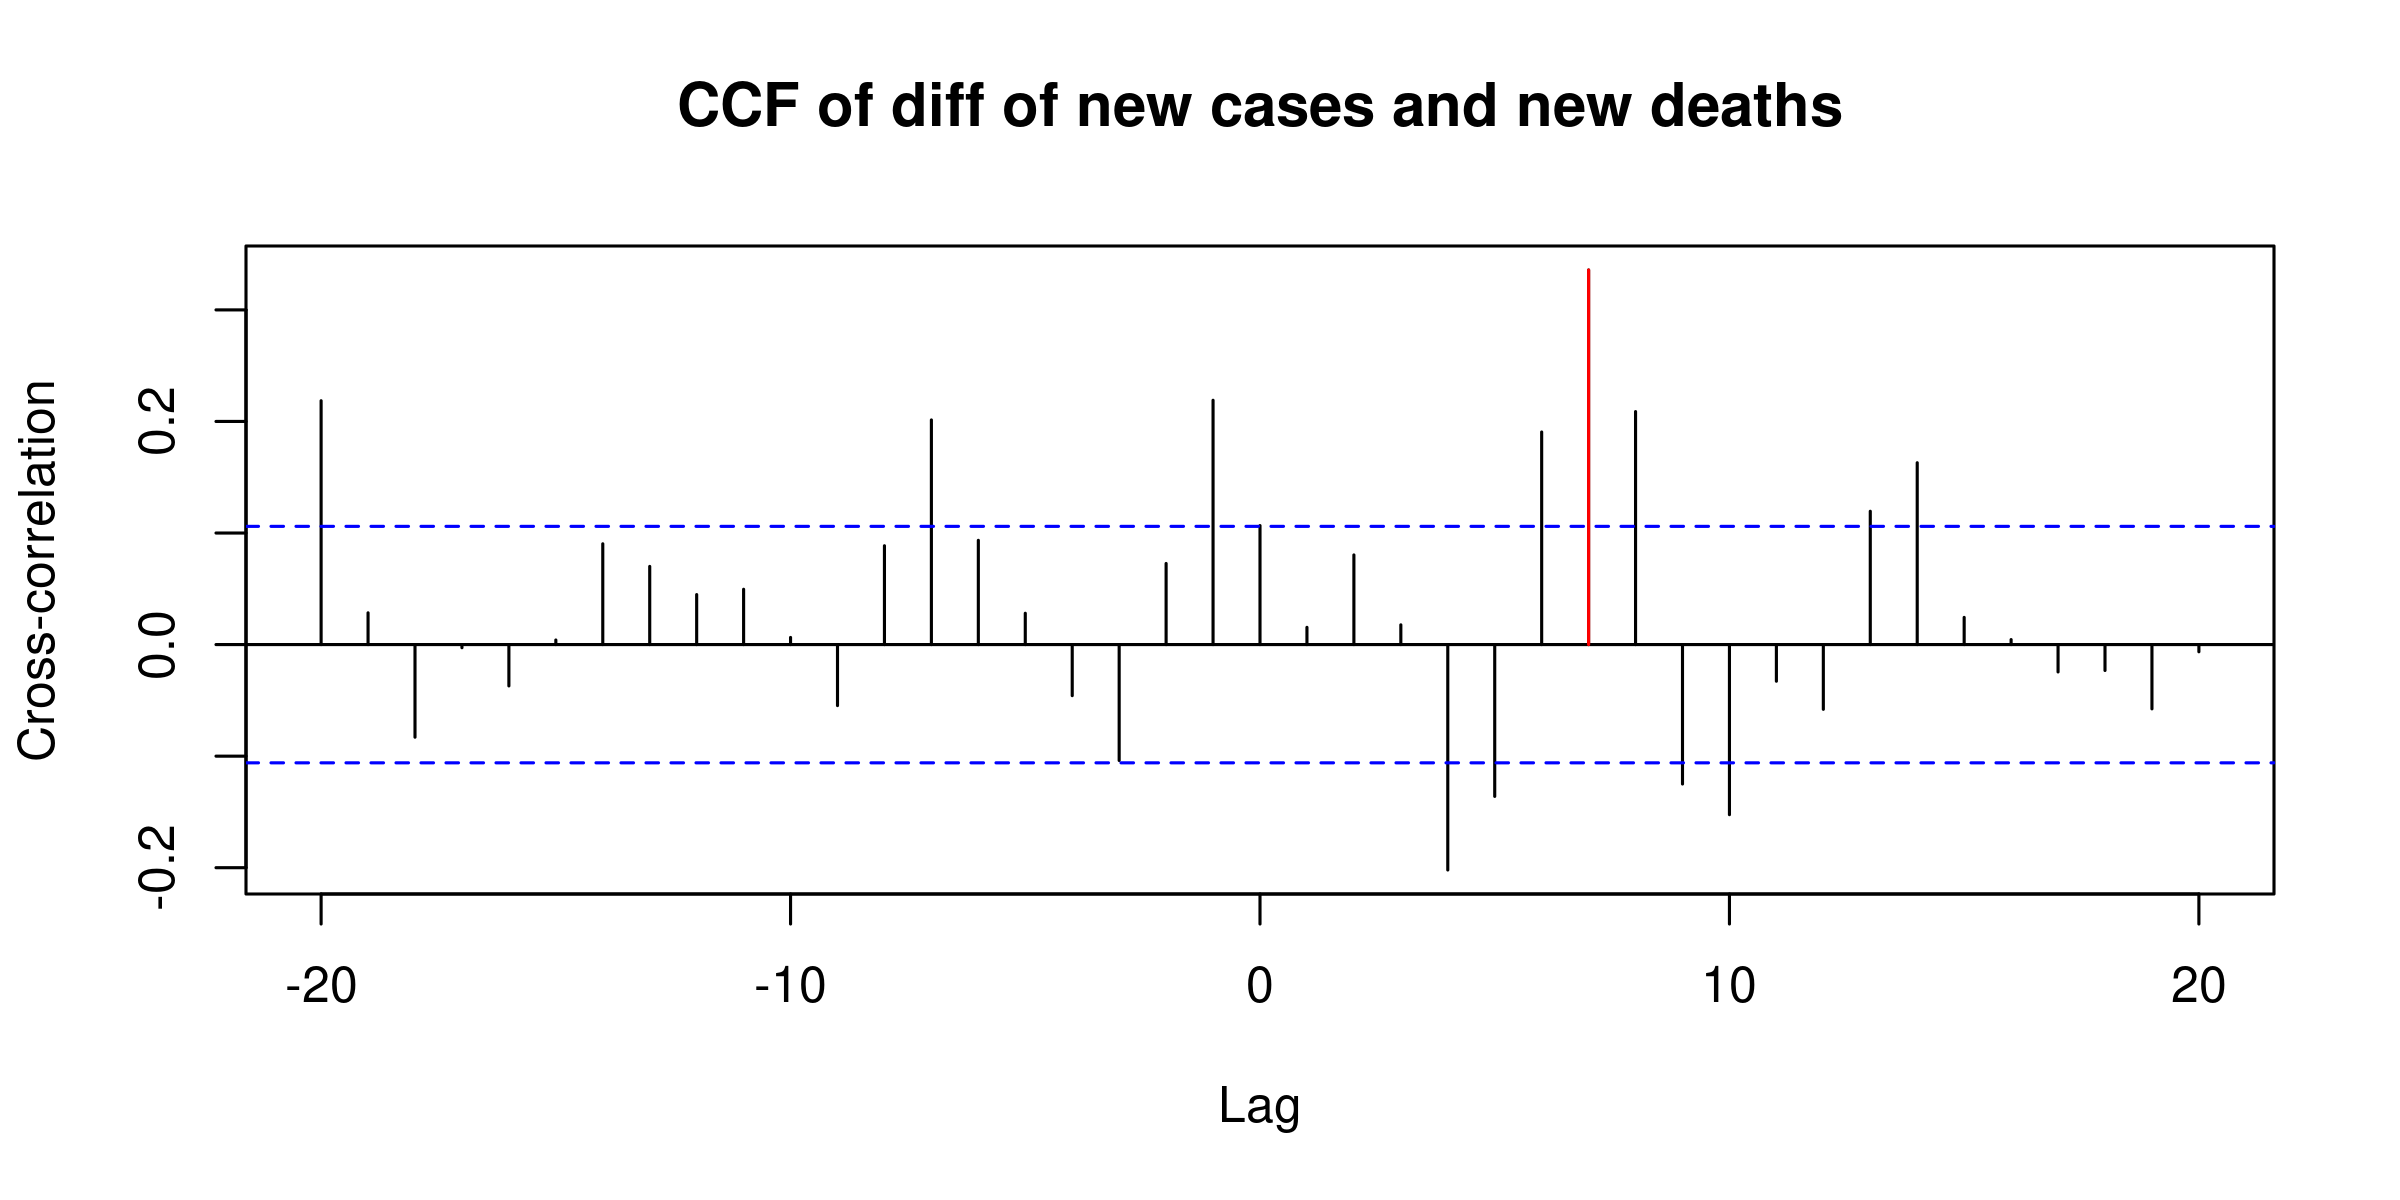 CCF of diff of new cases and new deaths
Cross-correlation
0.2
0.0
-0.2
-20 -10 0 10 20
Lag